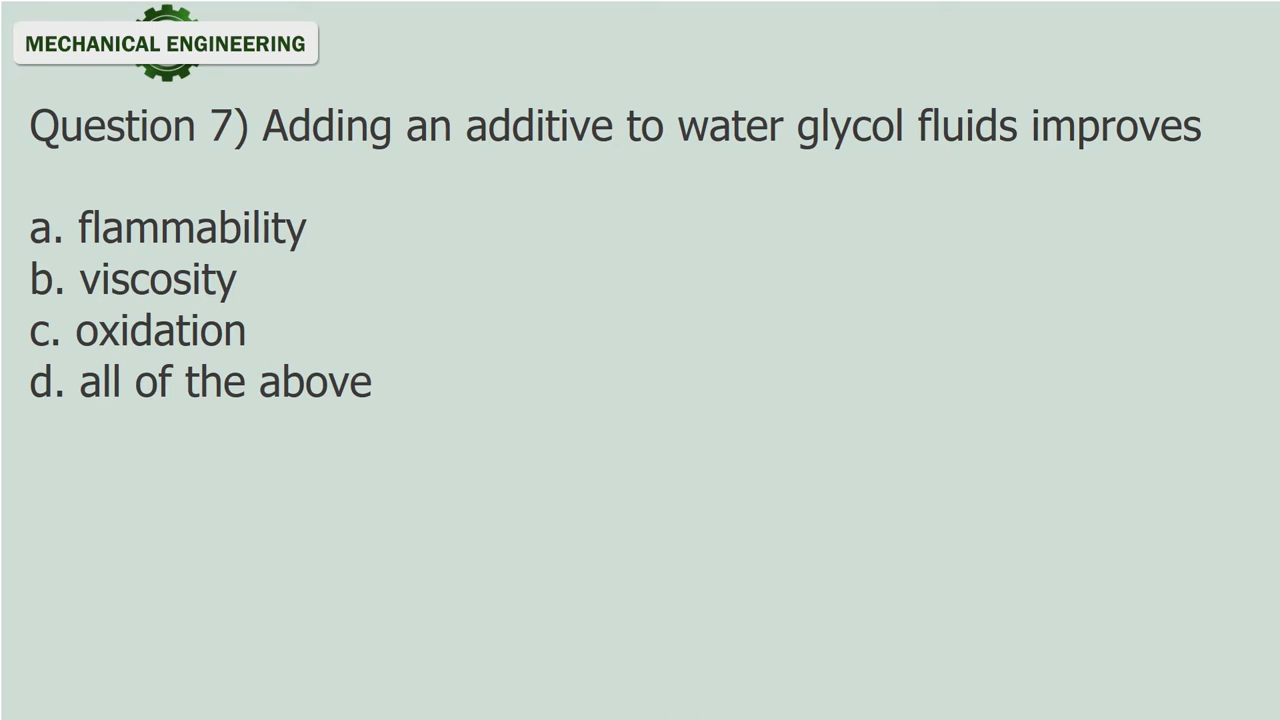 MECHANICAL ENGINEERING
Question 7) Adding an additive to water glycol fluids improves
a. flammability
b. viscosity
c. oxidation
d. all of the above